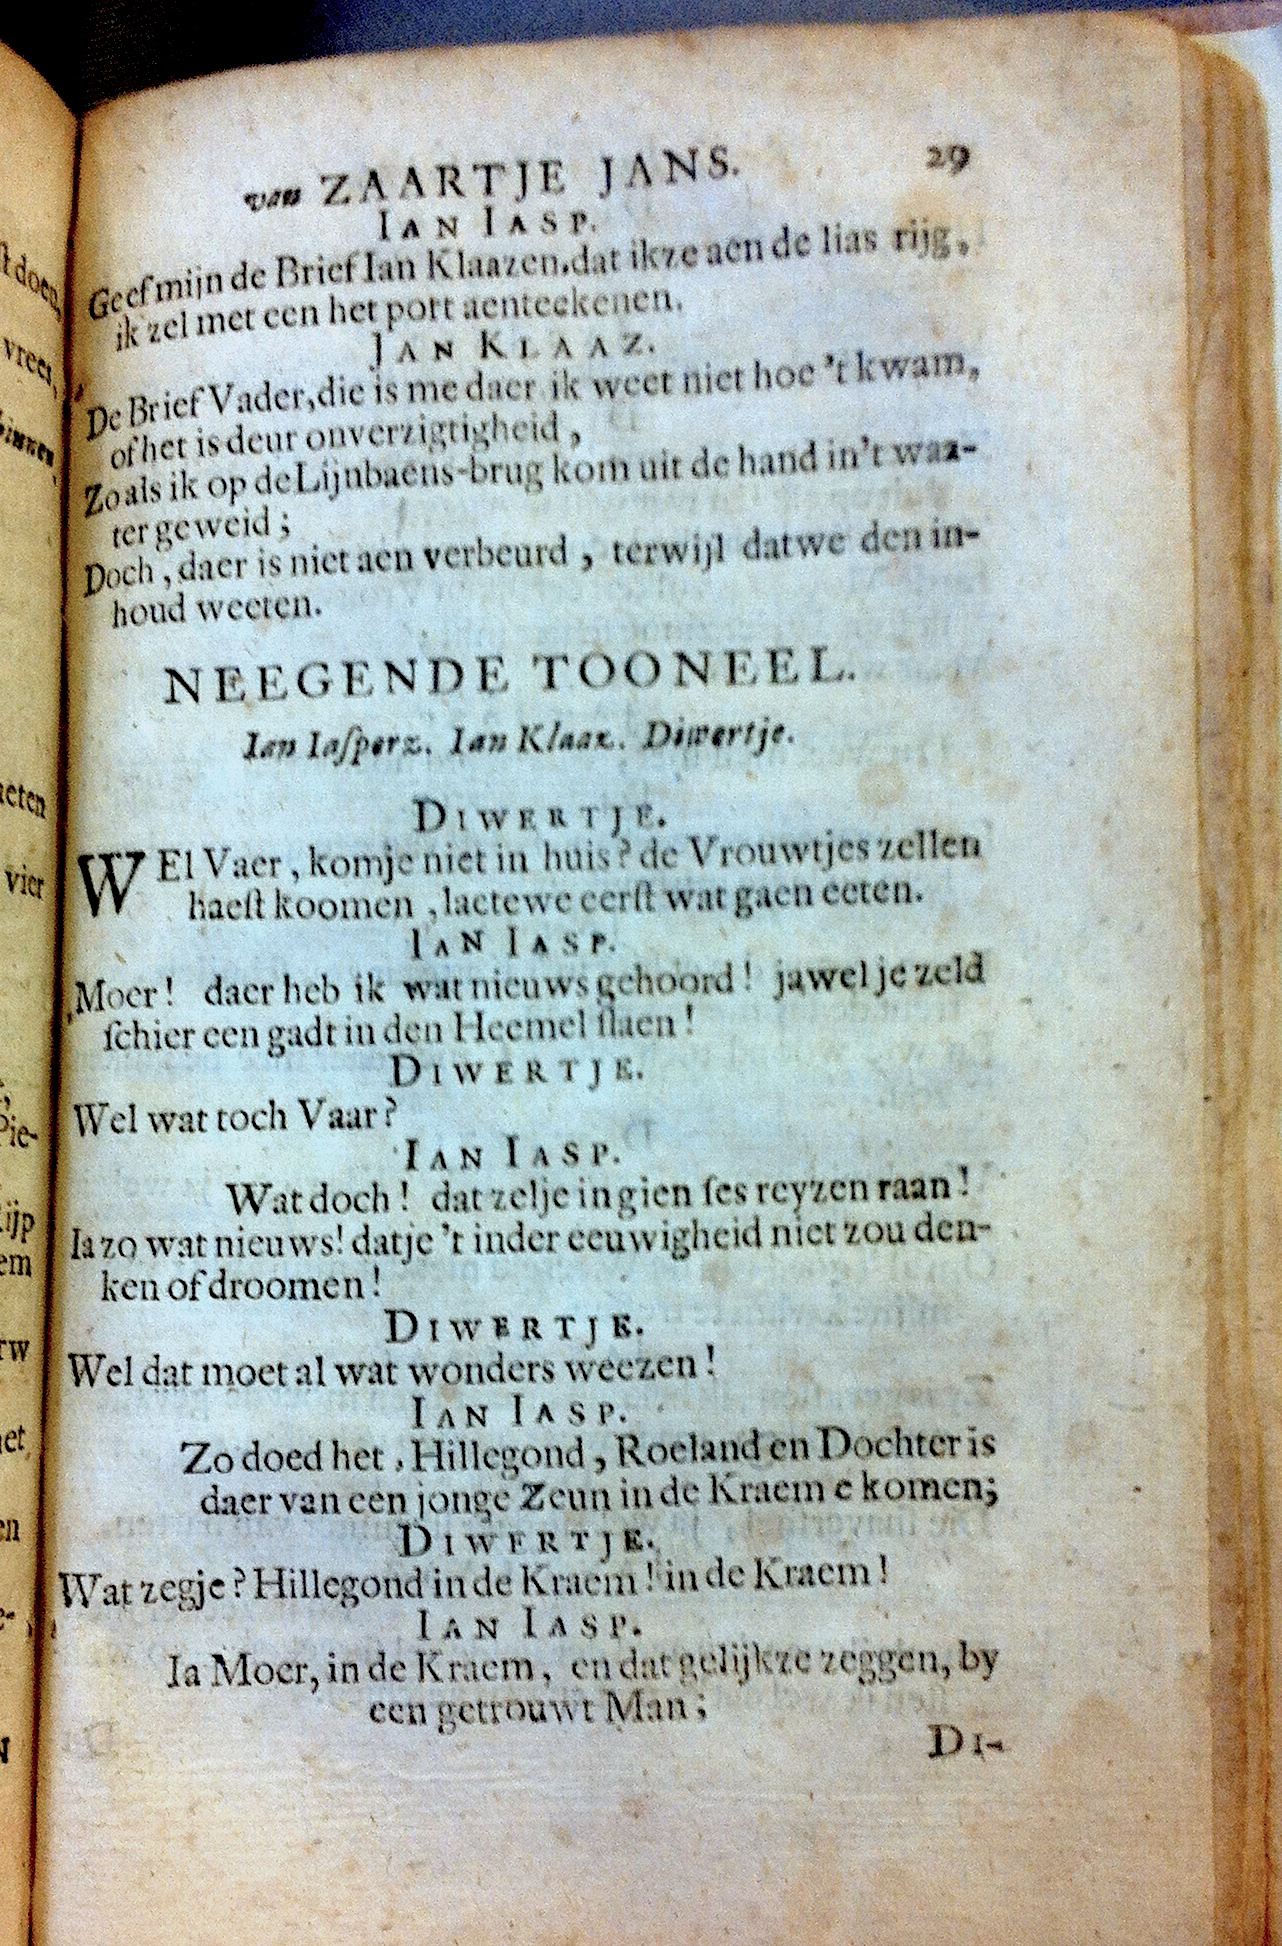 van ZAARTJE JANS. 29
IAN IASP.
Geef mijn de Brief Ian Klaazen.dat ikze aen de lias rijg,
ik zel met een het port aenteekenen.
JAN KLAAZ.
De Brief Vader, die is me daer ik weet niet hoe 't kwam,
of het is deur onverzigtigheid,
Zo als ik op de Lijnbaens-brug kom uit de hand in't waa-
ter geweid;
Doch, daer is niet aen verbeurd, terwijl datwe den in-
houd weeten.
NEEGENDE TOONEEL.
Ian Iaſperz. Ian Klaaz. Diwertje.
DIWERTJE.
WEl Vaer, komje niet in huis? de Vrouwtjes zellen
haeſt koomen, laetewe eerſt wat gaen eeten.
IAN IASP.
Moer! daer heb ik wat nieuws gehoord! jawel je zeld
ſchier een gadt in den Heemel ſlaen!
DIWERTJE.
Wel wat toch Vaar?
IAN IASP.
Wat doch! dat zelje in gien ſes reyzen raan!
Ia zo wat nieuws! datje 't inder eeuwigheid niet zou den-
ken of droomen!
DIWERTJE.
Wel dat moet al wat wonders weezen!
IAN IASP.
Zo doed het, Hillegond, Roeland en Dochter is
daer van een jonge Zeun in de Kraem e komen;
DIWERTJE.
Wat zegje? Hillegond in de Kraem! in de Kraem!
IAN IASP.
Ia Moer, in de Kraem, en dat gelijkze zeggen, by
een getrouwt Man;
DI-